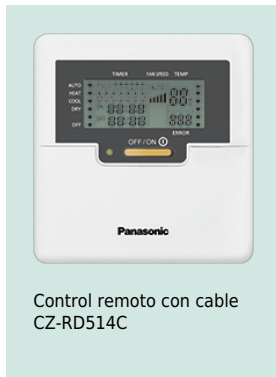 TIMER FAN SPEED TEMP
AUTO
HEAT
COOL
DRY
OFF
ERROR
OFF/ON
Panasonic
Control remoto con cable
CZ-RD514C